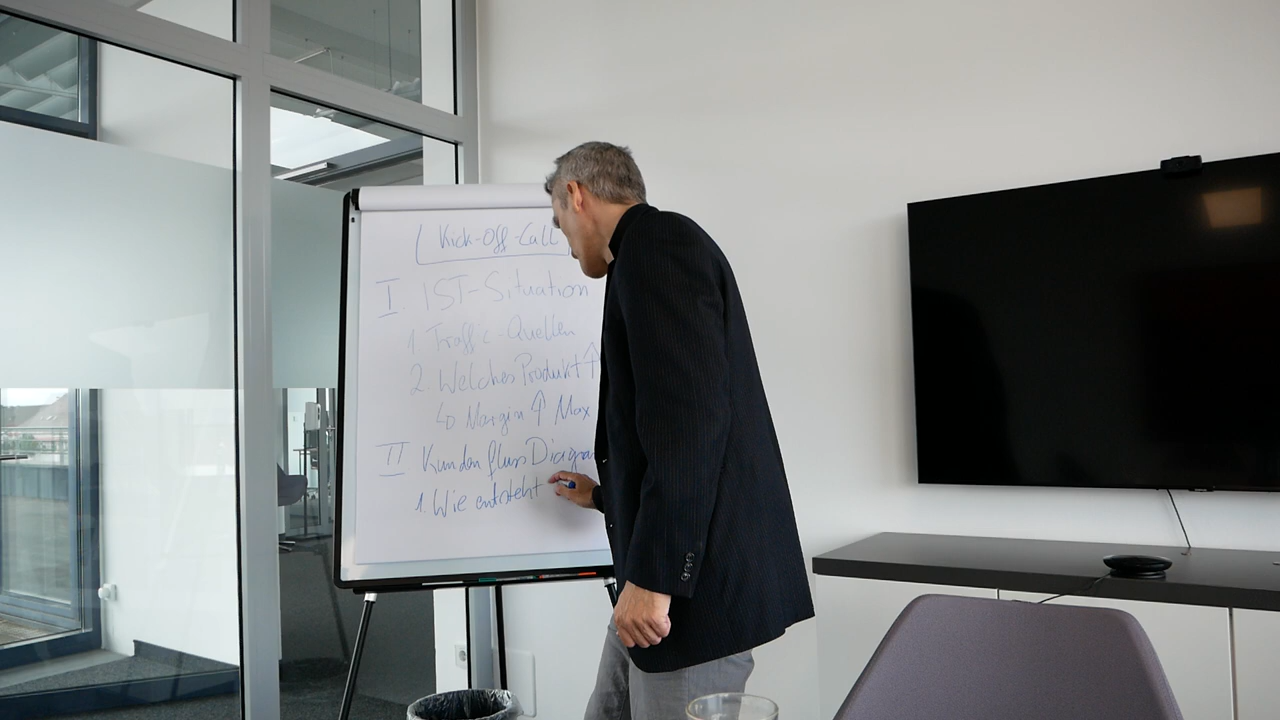 Kick-Off-Call
I IST-Situation
1. Traffic-Quellen
2. Welches Produkt ↑
↳ Margin ↑ Max
II Kundenfluss Diagra
1. Wie entsteht